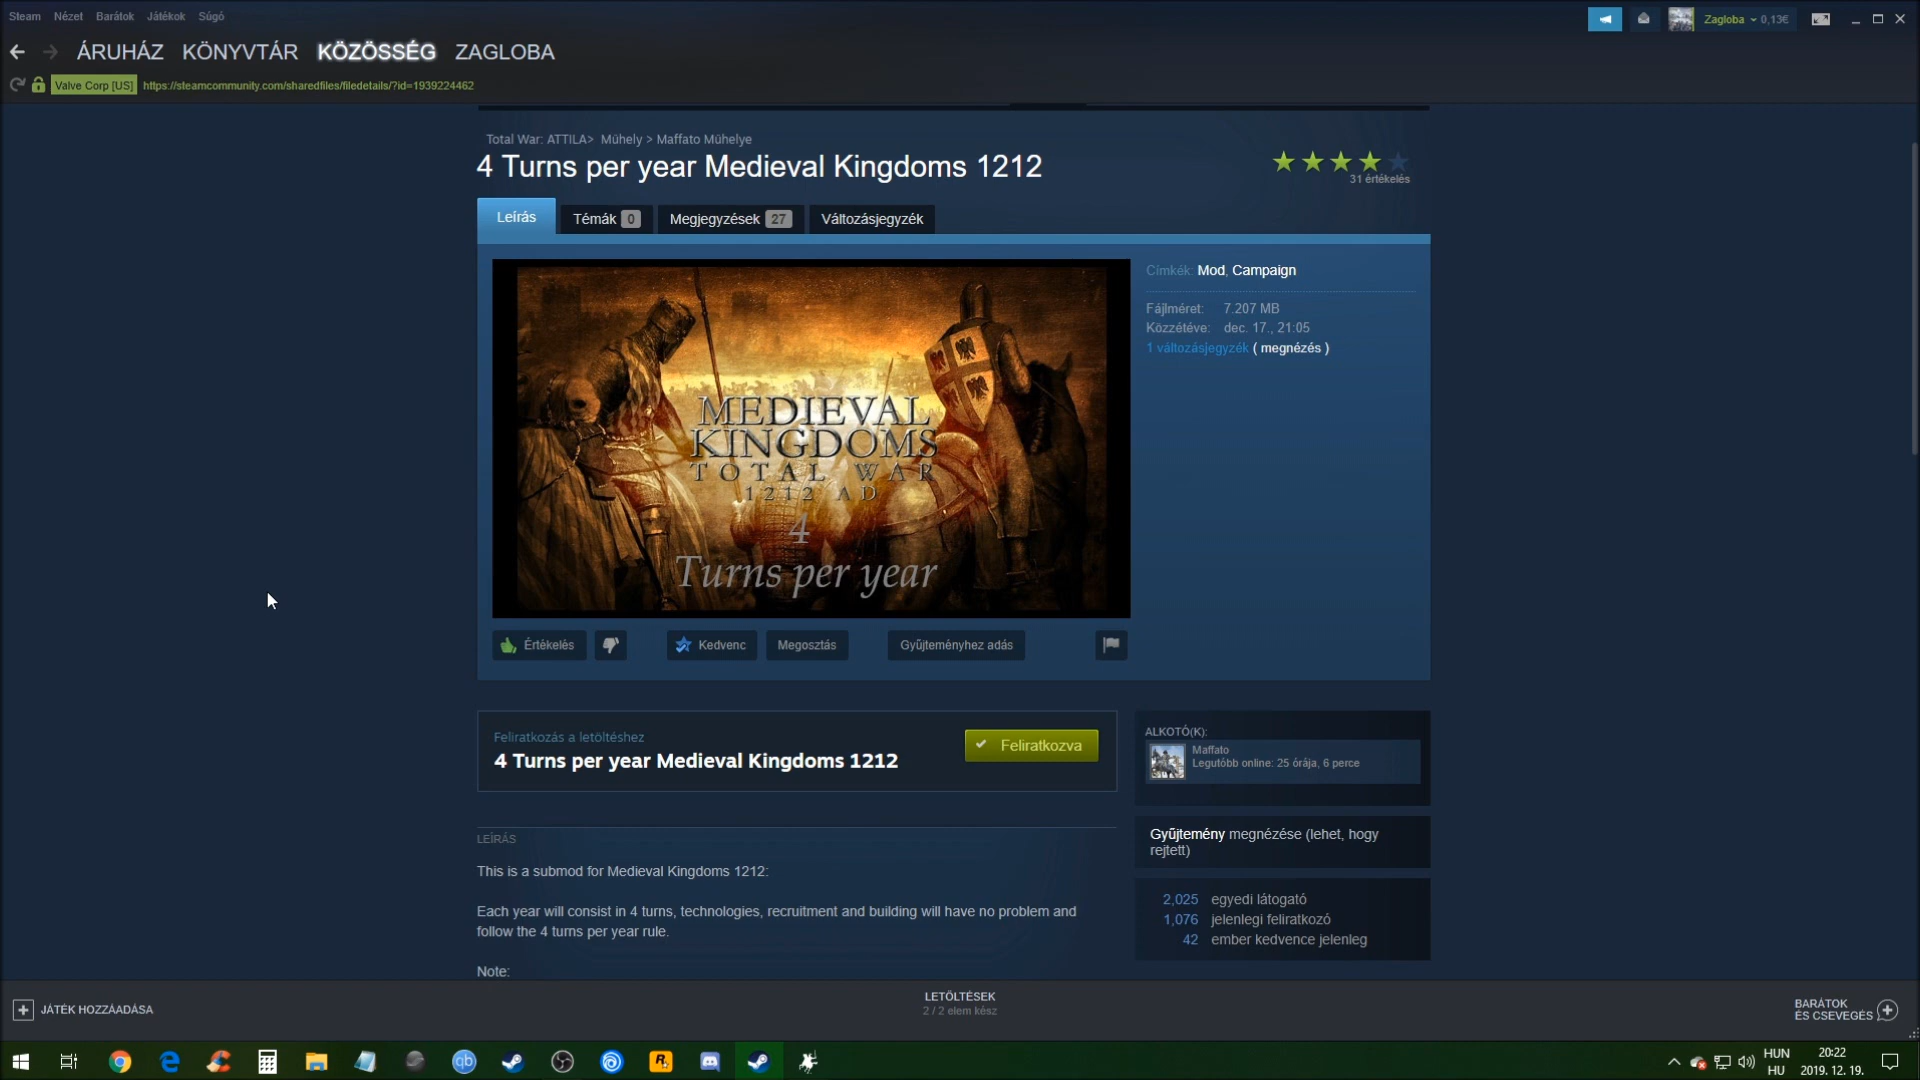 Steam Nézet Barátok Játékok Súgó
Zagloba 0,13€
ÁRUHÁZ KÖNYVTÁR KÖZÖSSÉG ZAGLOBA
Valve Corp [US] https://steamcommunity.com/sharedfiles/filedetails/?id=1939224462
Total War: ATTILA> Műhely > Maffato Műhelye
4 Turns per year Medieval Kingdoms 1212
31 értékelés
Leírás Témák 0 Megjegyzések 27 Változásjegyzék
MEDIEVAL
KINGDOMS
TOTAL WAR
1212 AD
4
Turns per year
Címkék: Mod, Campaign
Fájlméret: 7.207 MB
Közzétéve: dec. 17., 21:05
1 változásjegyzék ( megnézés )
Értékelés Kedvenc Megosztás Gyűjteményhez adás
Feliratkozás a letöltéshez
4 Turns per year Medieval Kingdoms 1212
Feliratkozva
ALKOTÓ(K):
Maffato
Legutóbb online: 25 órája, 6 perce
Gyűjtemény megnézése (lehet, hogy
rejtett)
2,025 egyedi látogató
1,076 jelenlegi feliratkozó
42 ember kedvence jelenleg
LEÍRÁS
This is a submod for Medieval Kingdoms 1212:
Each year will consist in 4 turns, technologies, recruitment and building will have no problem and
follow the 4 turns per year rule.
Note:
JÁTÉK HOZZÁADÁSA
LETÖLTÉSEK
2 / 2 elem kész
BARÁTOK
ÉS CSEVEGÉS
qb
R
HUN
HU
20:22
2019. 12. 19.